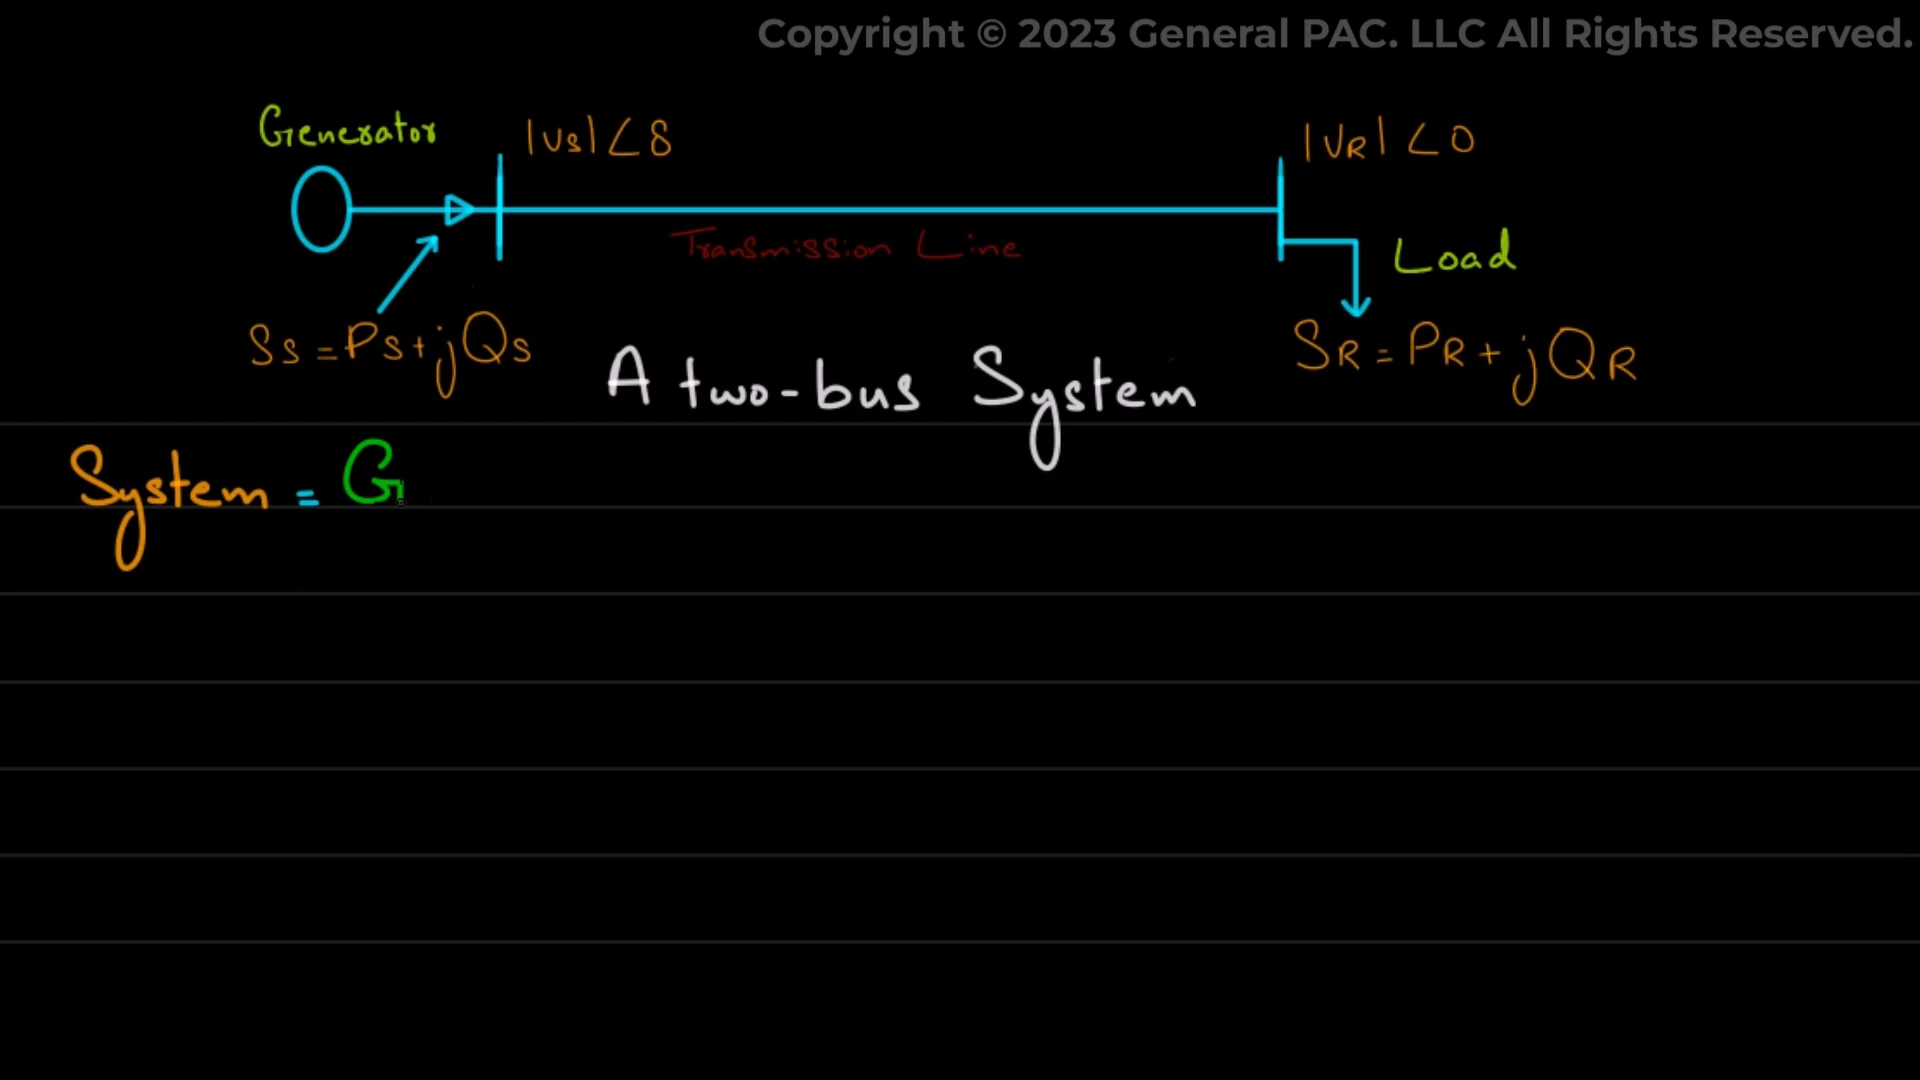 Copyright © 2023 General PAC. LLC All Rights Reserved.
Generator
|VS|∠δ
|VR|∠0
Transmission Line
Load
SS = PS + jQS
A two-bus System
SR = PR + jQR
System = G